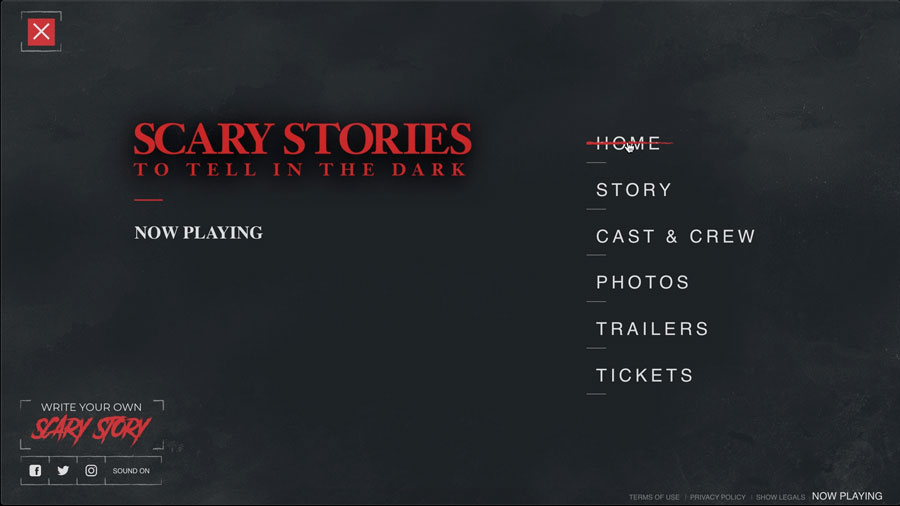 SCARY STORIES
TO TELL IN THE DARK
NOW PLAYING
HOME
STORY
CAST & CREW
PHOTOS
TRAILERS
TICKETS
WRITE YOUR OWN
SCARY STORY
SOUND ON
TERMS OF USE | PRIVACY POLICY | SHOW LEGALS NOW PLAYING